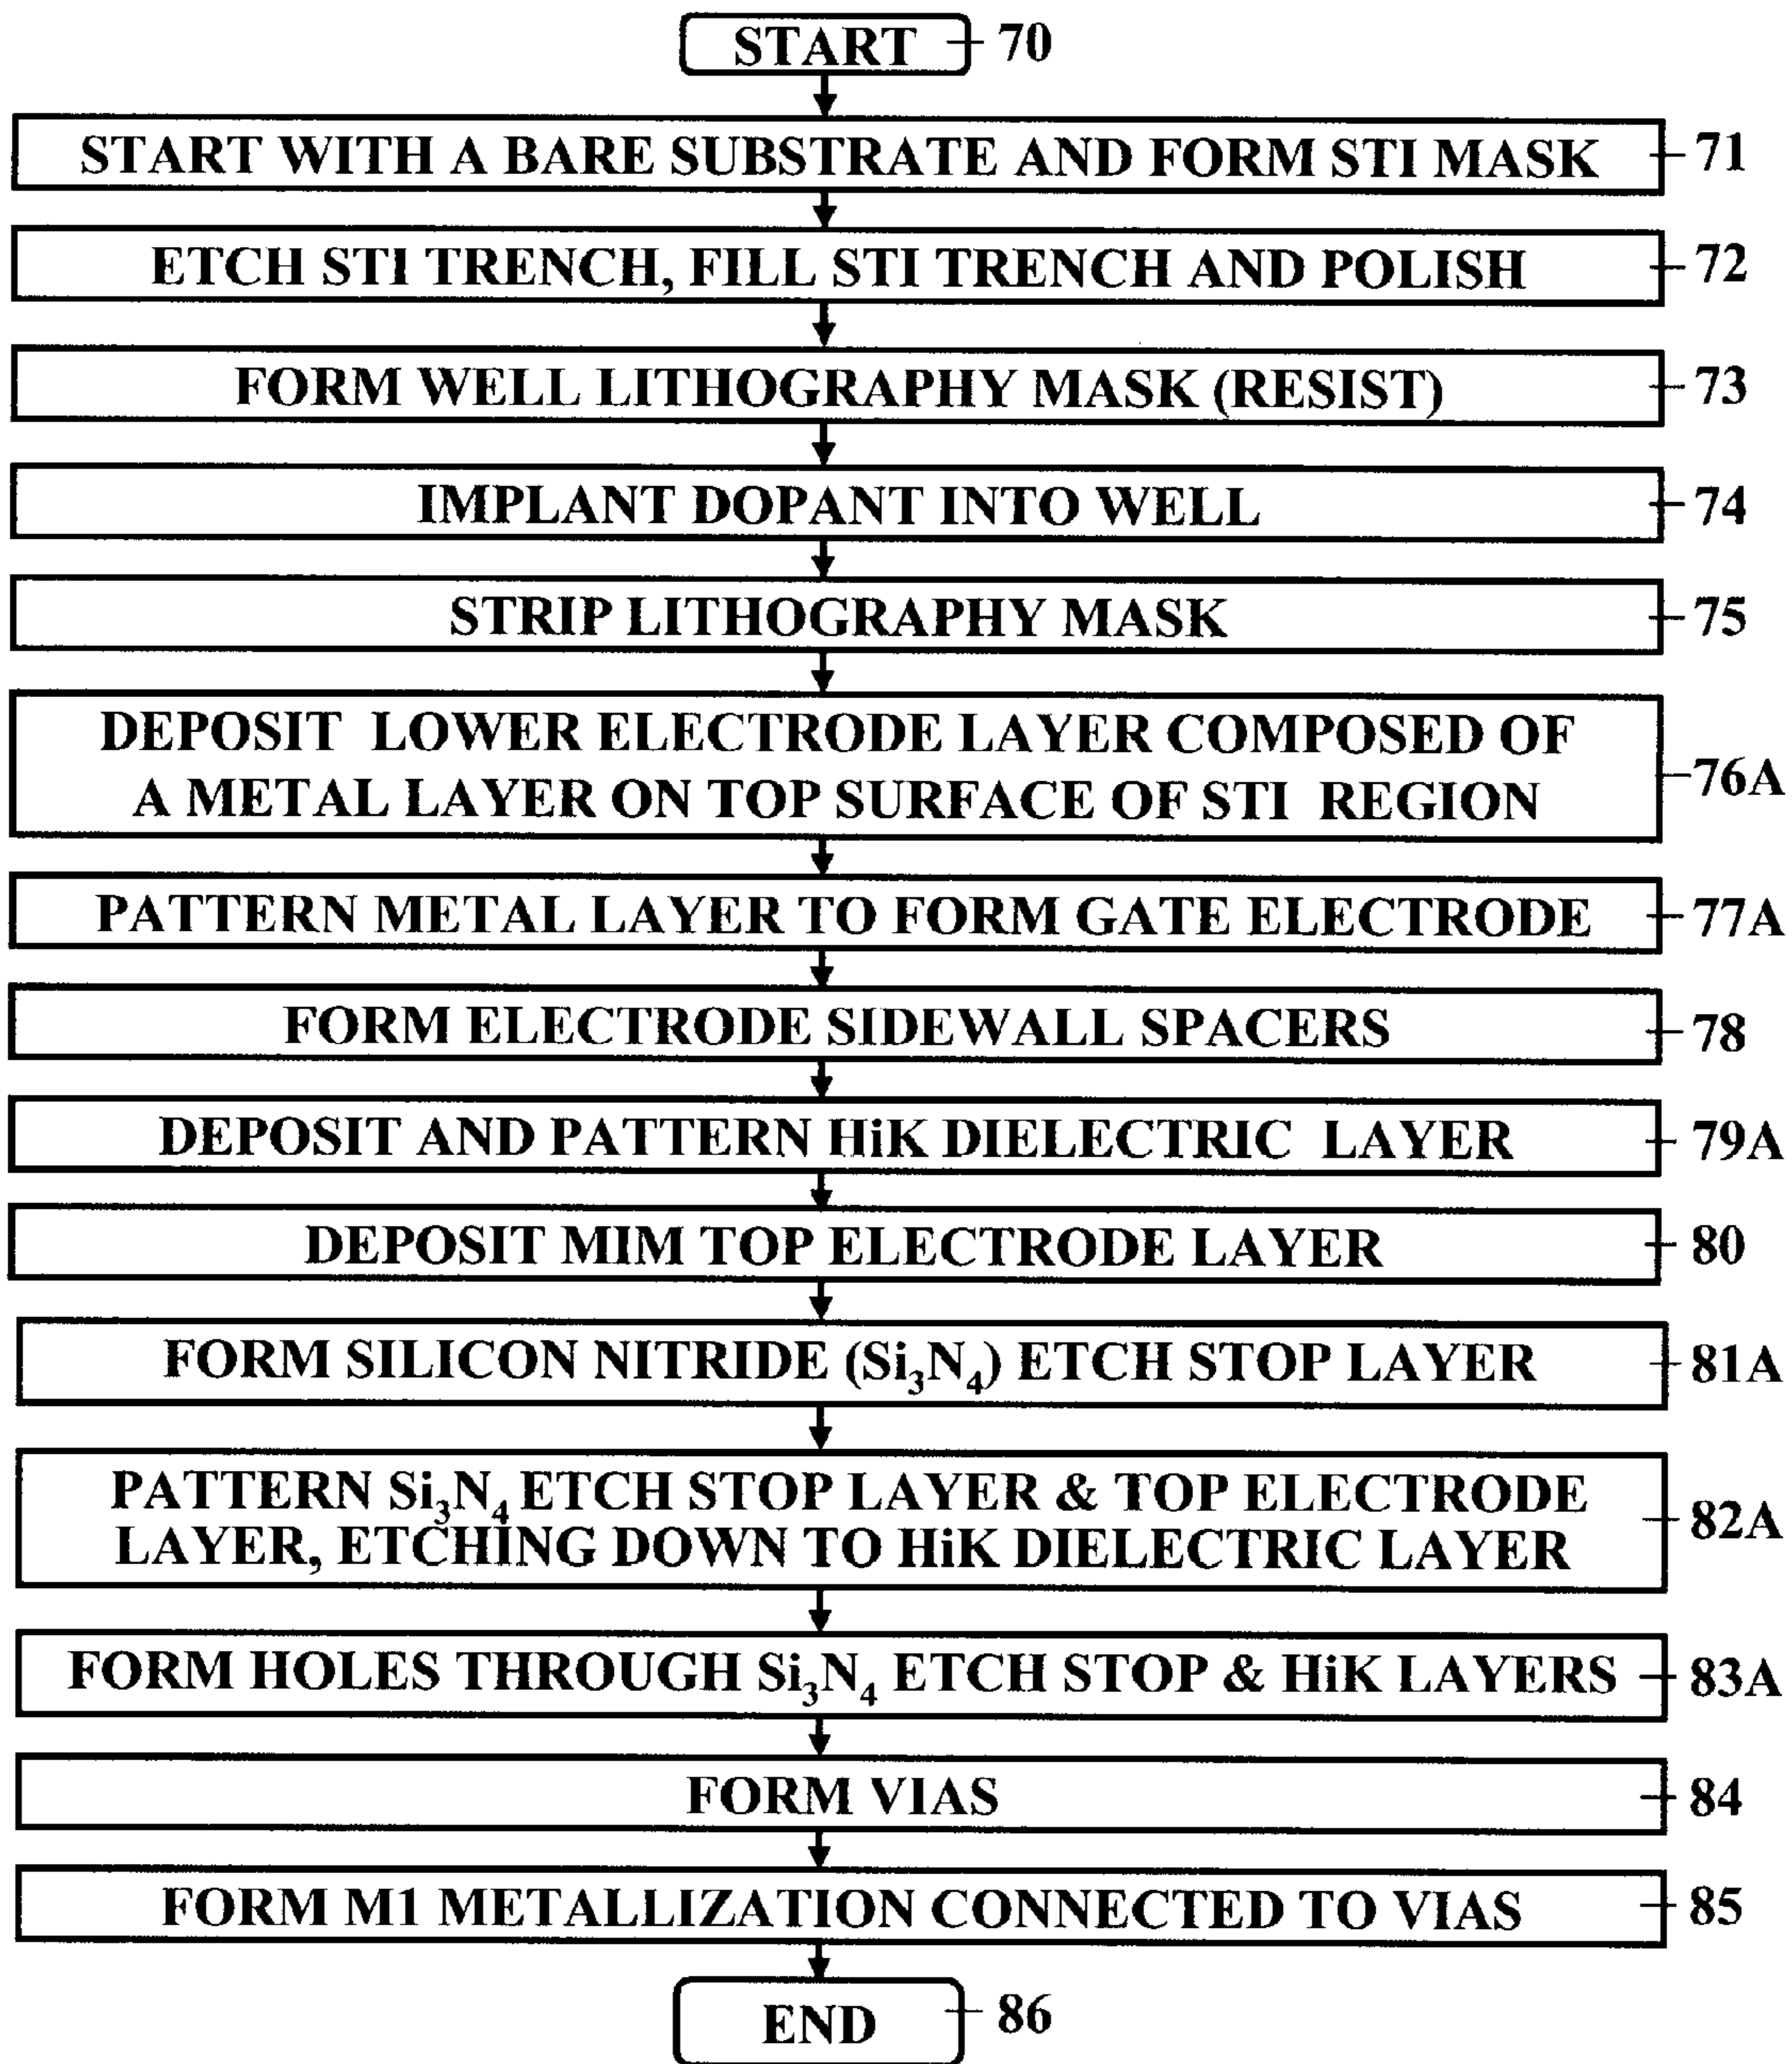 START 70
START WITH A BARE SUBSTRATE AND FORM STI MASK 71
ETCH STI TRENCH, FILL STI TRENCH AND POLISH 72
FORM WELL LITHOGRAPHY MASK (RESIST) 73
IMPLANT DOPANT INTO WELL 74
STRIP LITHOGRAPHY MASK 75
DEPOSIT LOWER ELECTRODE LAYER COMPOSED OF
A METAL LAYER ON TOP SURFACE OF STI REGION 76A
PATTERN METAL LAYER TO FORM GATE ELECTRODE 77A
FORM ELECTRODE SIDEWALL SPACERS 78
DEPOSIT AND PATTERN HiK DIELECTRIC LAYER 79A
DEPOSIT MIM TOP ELECTRODE LAYER 80
FORM SILICON NITRIDE (Si₃N₄) ETCH STOP LAYER 81A
PATTERN Si₃N₄ ETCH STOP LAYER & TOP ELECTRODE
LAYER, ETCHING DOWN TO HiK DIELECTRIC LAYER 82A
FORM HOLES THROUGH Si₃N₄ ETCH STOP & HiK LAYERS 83A
FORM VIAS 84
FORM M1 METALLIZATION CONNECTED TO VIAS 85
END 86